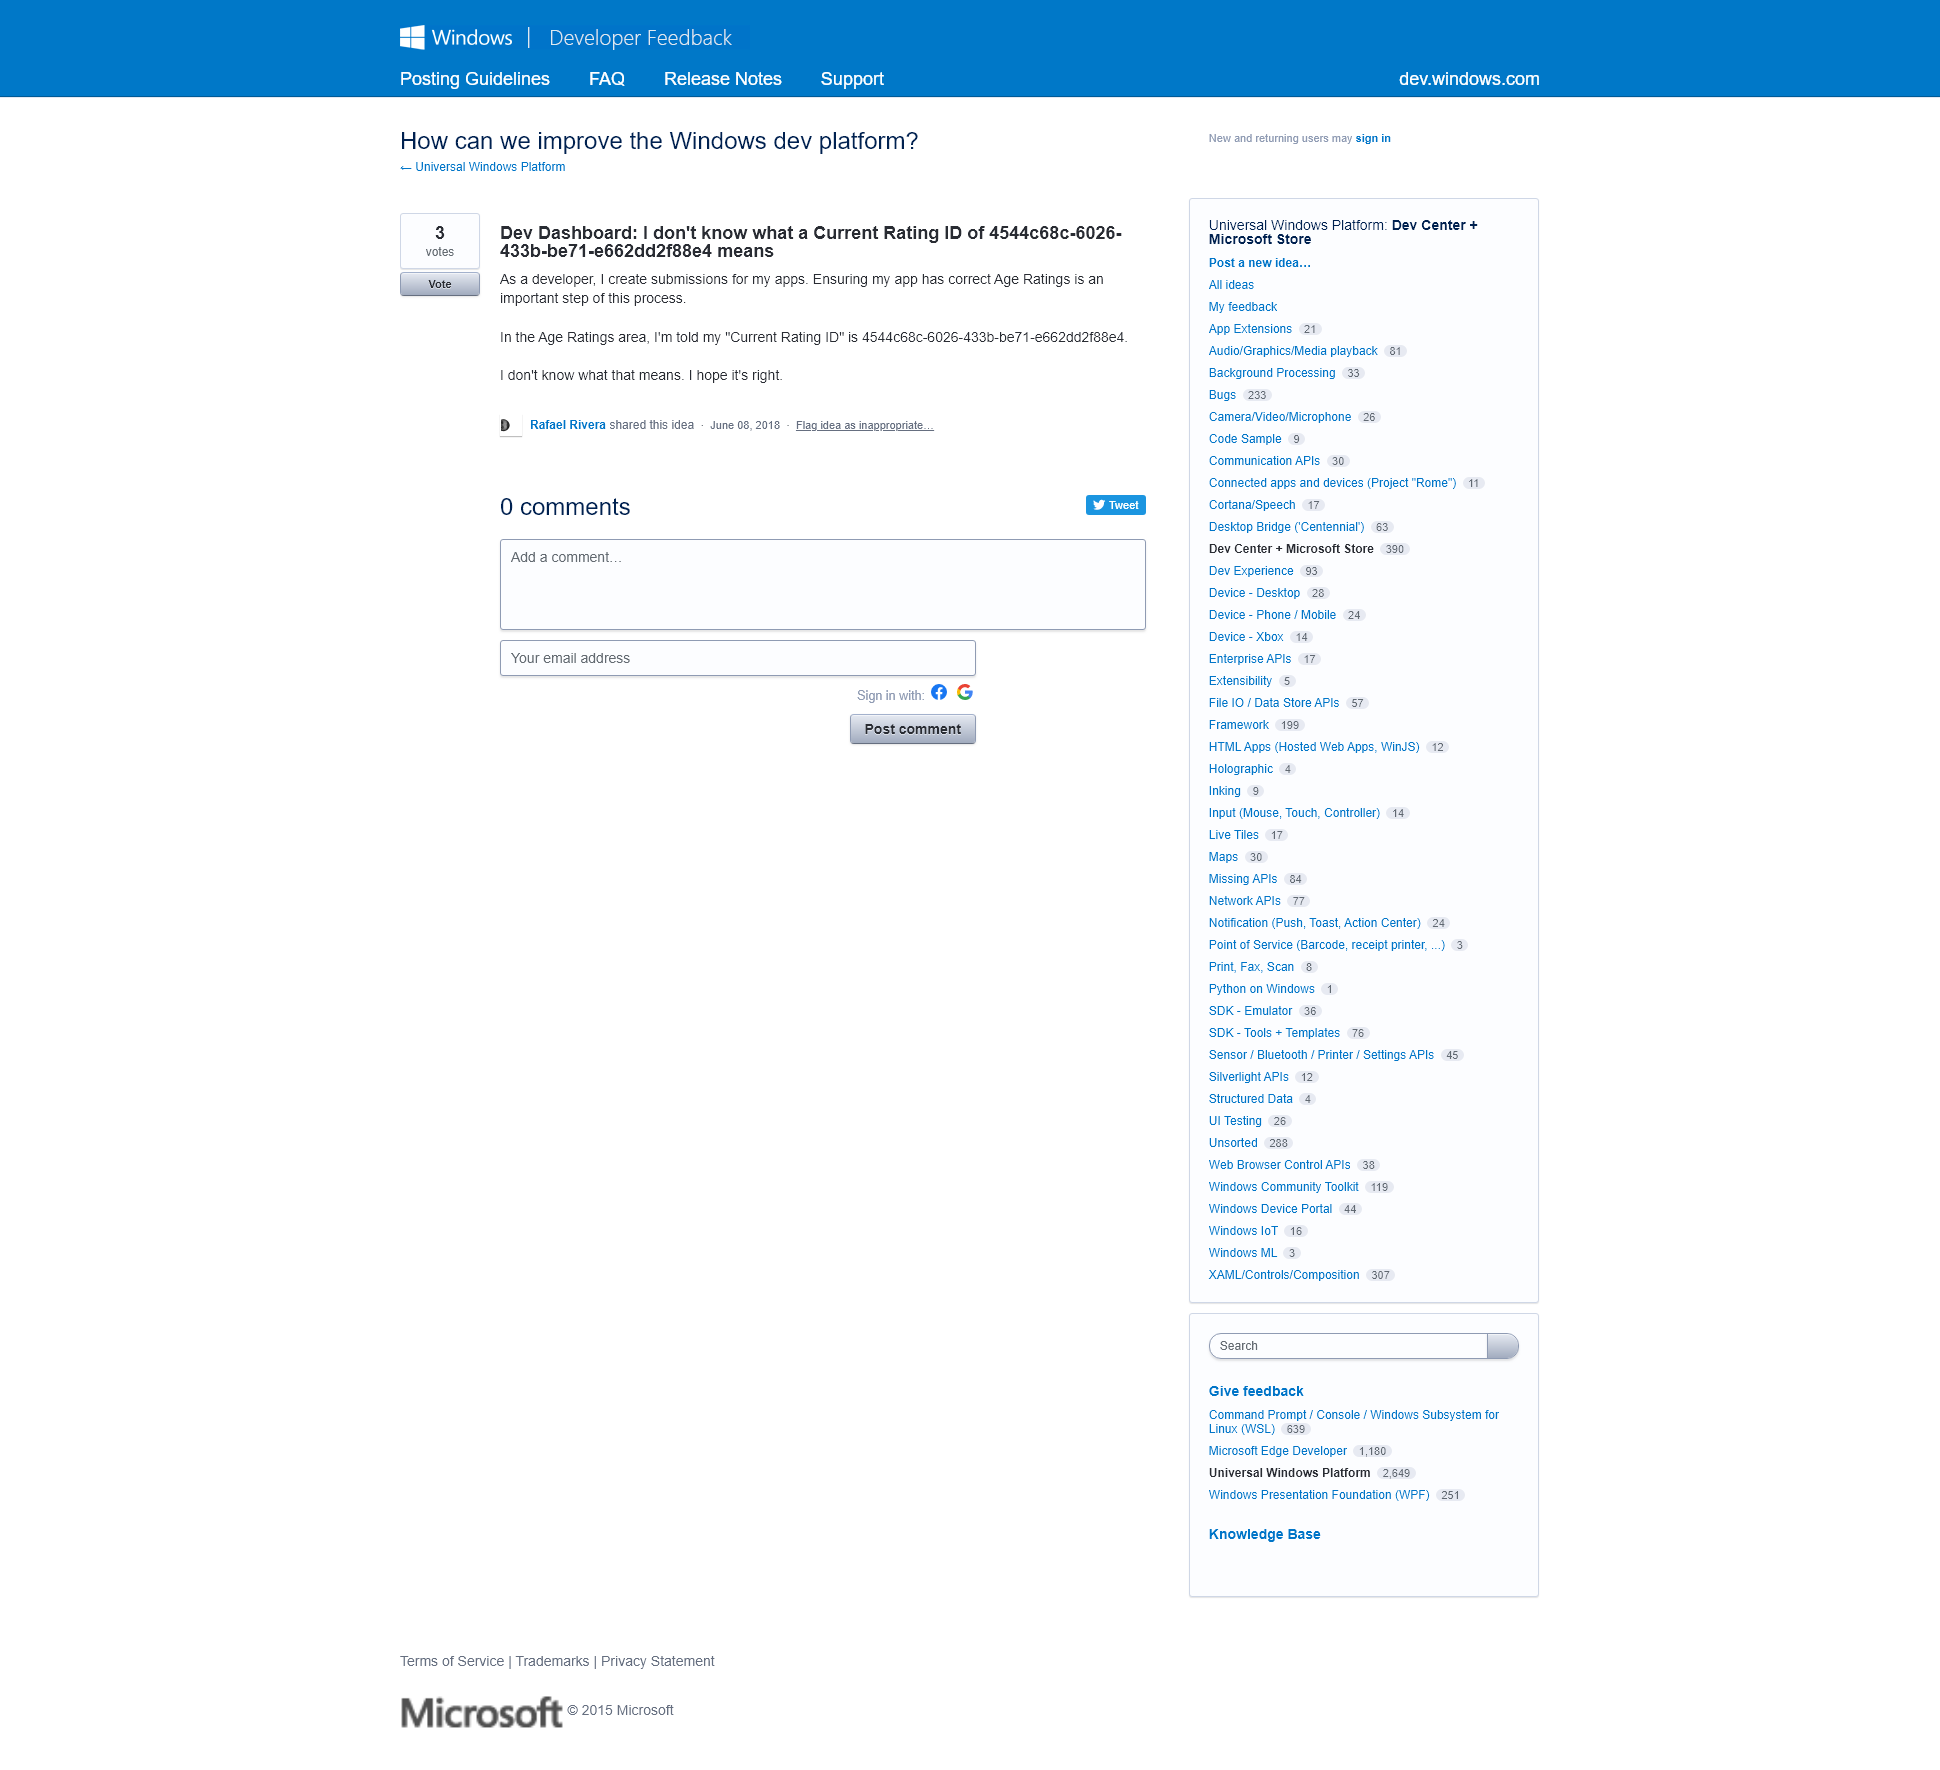 Windows | Developer Feedback
Posting Guidelines FAQ Release Notes Support dev.windows.com
How can we improve the Windows dev platform?
← Universal Windows Platform
New and returning users may sign in
3
votes
Vote
Dev Dashboard: I don't know what a Current Rating ID of 4544c68c-6026-
433b-be71-e662dd2f88e4 means
As a developer, I create submissions for my apps. Ensuring my app has correct Age Ratings is an
important step of this process.
In the Age Ratings area, I'm told my "Current Rating ID" is 4544c68c-6026-433b-be71-e662dd2f88e4.
I don't know what that means. I hope it's right.
Rafael Rivera shared this idea · June 08, 2018 · Flag idea as inappropriate…
0 comments
Tweet
Add a comment…
Your email address
Sign in with:
Post comment
Universal Windows Platform: Dev Center +
Microsoft Store
Post a new idea…
All ideas
My feedback
App Extensions 21
Audio/Graphics/Media playback 81
Background Processing 33
Bugs 233
Camera/Video/Microphone 26
Code Sample 9
Communication APIs 30
Connected apps and devices (Project "Rome") 11
Cortana/Speech 17
Desktop Bridge ('Centennial') 63
Dev Center + Microsoft Store 390
Dev Experience 93
Device - Desktop 28
Device - Phone / Mobile 24
Device - Xbox 14
Enterprise APIs 17
Extensibility 5
File IO / Data Store APIs 57
Framework 199
HTML Apps (Hosted Web Apps, WinJS) 12
Holographic 4
Inking 9
Input (Mouse, Touch, Controller) 14
Live Tiles 17
Maps 30
Missing APIs 84
Network APIs 77
Notification (Push, Toast, Action Center) 24
Point of Service (Barcode, receipt printer, ...) 3
Print, Fax, Scan 8
Python on Windows 1
SDK - Emulator 36
SDK - Tools + Templates 76
Sensor / Bluetooth / Printer / Settings APIs 45
Silverlight APIs 12
Structured Data 4
UI Testing 26
Unsorted 288
Web Browser Control APIs 38
Windows Community Toolkit 119
Windows Device Portal 44
Windows IoT 16
Windows ML 3
XAML/Controls/Composition 307
Search
Give feedback
Command Prompt / Console / Windows Subsystem for
Linux (WSL) 639
Microsoft Edge Developer 1,180
Universal Windows Platform 2,649
Windows Presentation Foundation (WPF) 251
Knowledge Base
Terms of Service | Trademarks | Privacy Statement
Microsoft © 2015 Microsoft